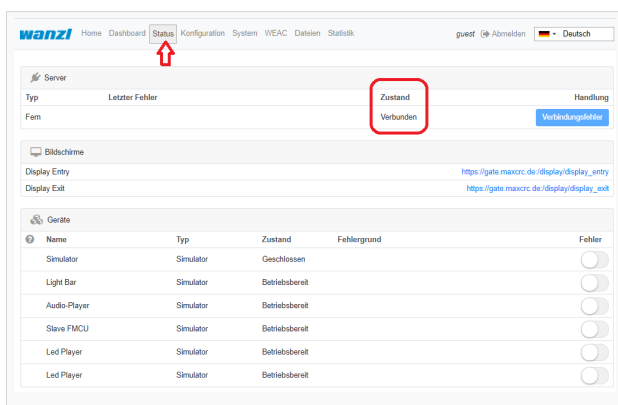 wanzl Home Dashboard Status Konfiguration System WEAC Dateien Statistik guest Abmelden Deutsch
Server
Typ Letzter Fehler Zustand Handlung
Fern Verbunden Verbindungsfehler
Bildschirme
Display Entry https://gate.maxcrc.de:/display/display_entry
Display Exit https://gate.maxcrc.de:/display/display_exit
Geräte
Name Typ Zustand Fehlergrund Fehler
Simulator Simulator Geschlossen
Light Bar Simulator Betriebsbereit
Audio-Player Simulator Betriebsbereit
Slave FMCU Simulator Betriebsbereit
Led Player Simulator Betriebsbereit
Led Player Simulator Betriebsbereit